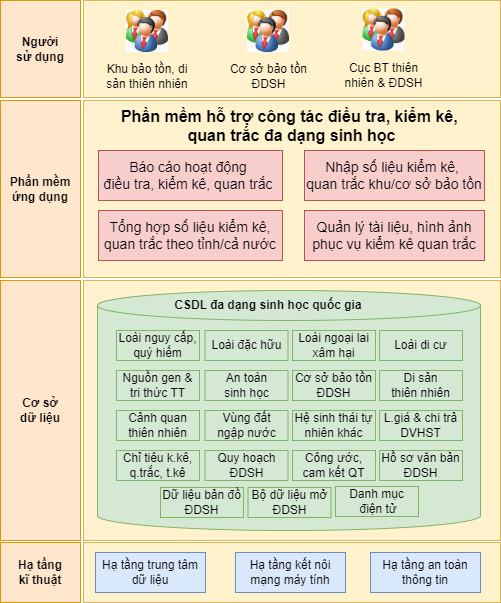 Người
sử dụng
Khu bảo tồn, di
sản thiên nhiên
Cơ sở bảo tồn
ĐDSH
Cục BT thiên
nhiên & ĐDSH
Phần mềm
ứng dụng
Phần mềm hỗ trợ công tác điều tra, kiểm kê,
quan trắc đa dạng sinh học
Báo cáo hoạt động
điều tra, kiểm kê, quan trắc
Nhập số liệu kiểm kê,
quan trắc khu/cơ sở bảo tồn
Tổng hợp số liệu kiểm kê,
quan trắc theo tỉnh/cả nước
Quản lý tài liệu, hình ảnh
phục vụ kiểm kê quan trắc
Cơ sở
dữ liệu
CSDL đa dạng sinh học quốc gia
Loài nguy cấp,
quý hiếm
Loài đặc hữu
Loài ngoại lai
xâm hại
Loài di cư
Nguồn gen &
tri thức TT
An toàn
sinh học
Cơ sở bảo tồn
ĐDSH
Di sản
thiên nhiên
Cảnh quan
thiên nhiên
Vùng đất
ngập nước
Hệ sinh thái tự
nhiên khác
L.giá & chi trả
DVHST
Chỉ tiêu k.kê,
q.trắc, t.kê
Quy hoạch
ĐDSH
Công ước,
cam kết QT
Hồ sơ văn bản
ĐDSH
Dữ liệu bản đồ
ĐDSH
Bộ dữ liệu mở
ĐDSH
Danh mục
điện tử
Hạ tầng
kĩ thuật
Hạ tầng trung tâm
dữ liệu
Hạ tầng kết nôi
mạng máy tính
Hạ tầng an toàn
thông tin